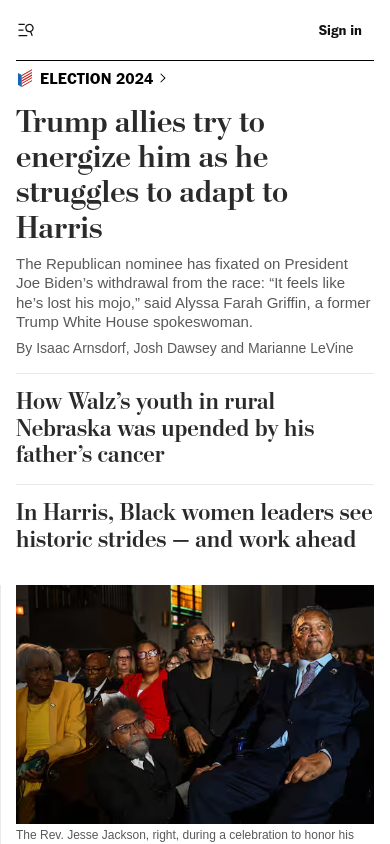 Sign in
ELECTION 2024
Trump allies try to
energize him as he
struggles to adapt to
Harris
The Republican nominee has fixated on President
Joe Biden’s withdrawal from the race: “It feels like
he’s lost his mojo,” said Alyssa Farah Griffin, a former
Trump White House spokeswoman.
By Isaac Arnsdorf, Josh Dawsey and Marianne LeVine
How Walz’s youth in rural
Nebraska was upended by his
father’s cancer
In Harris, Black women leaders see
historic strides — and work ahead
The Rev. Jesse Jackson, right, during a celebration to honor his